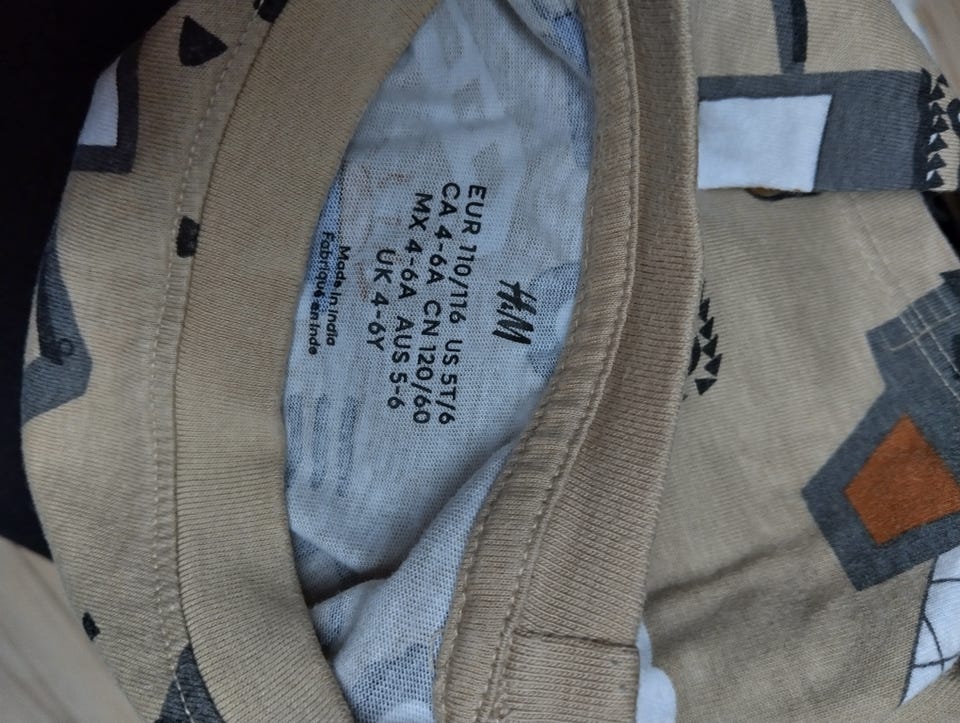 H&M
EUR 110/116 US 5T/6
CA 4-6A CN 120/60
MX 4-6A AUS 5-6
UK 4-6Y
Made in India
Fabriqué en Inde